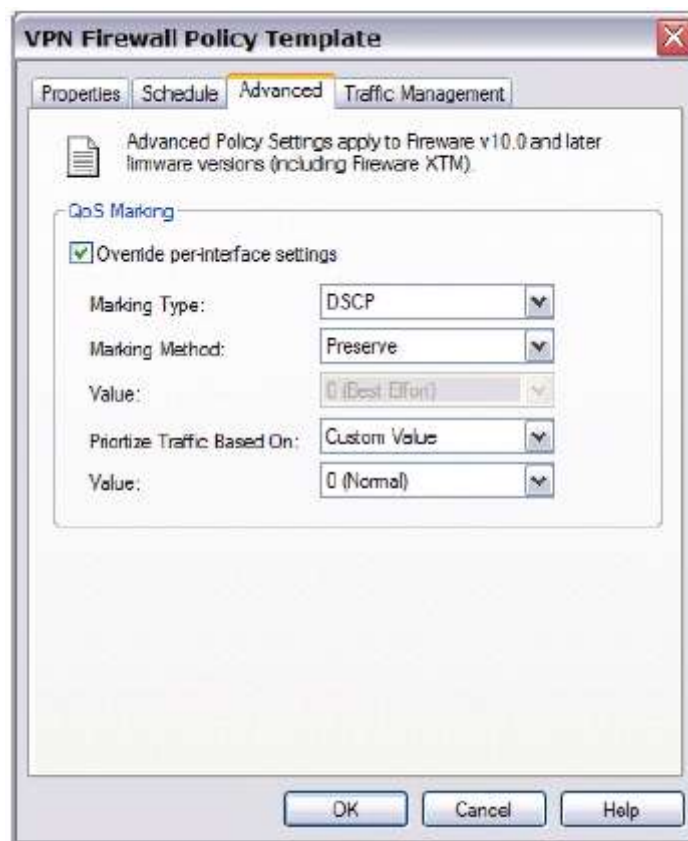 VPN Firewall Policy Template
Properties Schedule Advanced Traffic Management
Advanced Policy Settings apply to Fireware v10.0 and later
firmware versions (including Fireware XTM).
QoS Marking
Override per-interface settings
Marking Type: DSCP
Marking Method: Preserve
Value: 0 (Best Effort)
Priortize Traffic Based On: Custom Value
Value: 0 (Normal)
OK Cancel Help